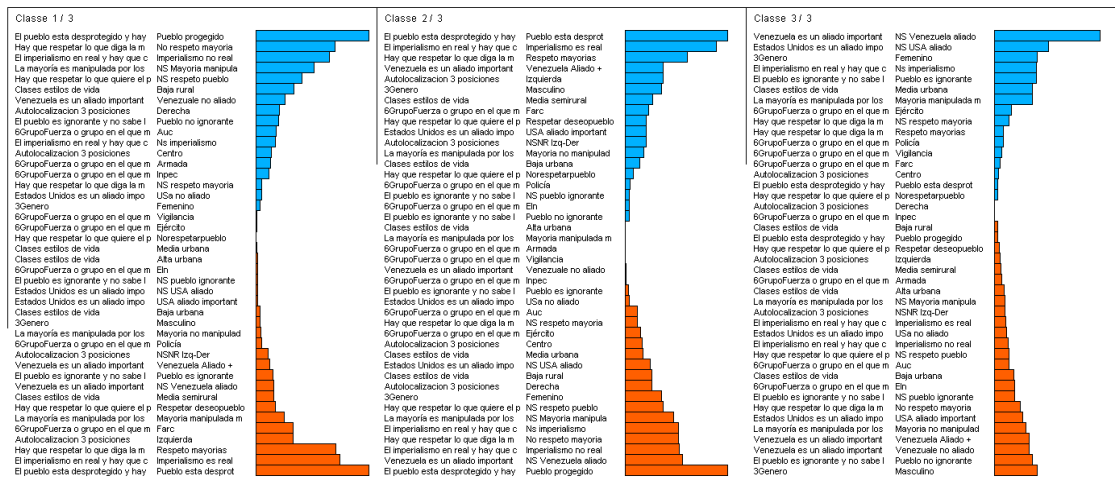 Classe 1 / 3
El pueblo esta desprotegido y hay Pueblo progegido
Hay que respetar lo que diga la m No respeto mayoria
El imperialismo en real y hay que c Imperialismo no real
La mayoría es manipulada por los NS Mayoria manipula
Hay que respetar lo que quiere el p NS respeto pueblo
Clases estilos de vida Baja rural
Venezuela es un aliado important Venezuale no aliado
Autolocalizacion 3 posiciones Derecha
El pueblo es ignorante y no sabe l Pueblo no ignorante
6GrupoFuerza o grupo en el que m Auc
El imperialismo en real y hay que c Ns imperialismo
Autolocalizacion 3 posiciones Centro
6GrupoFuerza o grupo en el que m Armada
6GrupoFuerza o grupo en el que m Inpec
Hay que respetar lo que diga la m NS respeto mayoria
Estados Unidos es un aliado impo USa no aliado
3Genero Femenino
6GrupoFuerza o grupo en el que m Vigilancia
6GrupoFuerza o grupo en el que m Ejército
Hay que respetar lo que quiere el p Norespetarpueblo
Clases estilos de vida Media urbana
Clases estilos de vida Alta urbana
6GrupoFuerza o grupo en el que m Eln
El pueblo es ignorante y no sabe l NS pueblo ignorante
Estados Unidos es un aliado impo NS USA aliado
Estados Unidos es un aliado impo USA aliado important
Clases estilos de vida Baja urbana
3Genero Masculino
La mayoría es manipulada por los Mayoria no manipulad
6GrupoFuerza o grupo en el que m Policía
Autolocalizacion 3 posiciones NSNR Izq-Der
Venezuela es un aliado important Venezuela Aliado +
El pueblo es ignorante y no sabe l Pueblo es ignorante
Venezuela es un aliado important NS Venezuela aliado
Clases estilos de vida Media semirural
Hay que respetar lo que quiere el p Respetar deseopueblo
La mayoría es manipulada por los Mayoria manipulada m
6GrupoFuerza o grupo en el que m Farc
Autolocalizacion 3 posiciones Izquierda
Hay que respetar lo que diga la m Respeto mayorias
El imperialismo en real y hay que c Imperialismo es real
El pueblo esta desprotegido y hay Pueblo esta desprot
Classe 2 / 3
El pueblo esta desprotegido y hay Pueblo esta desprot
El imperialismo en real y hay que c Imperialismo es real
Hay que respetar lo que diga la m Respeto mayorias
Venezuela es un aliado important Venezuela Aliado +
Autolocalizacion 3 posiciones Izquierda
3Genero Masculino
Clases estilos de vida Media semirural
6GrupoFuerza o grupo en el que m Farc
Hay que respetar lo que quiere el p Respetar deseopueblo
Estados Unidos es un aliado impo USA aliado important
Autolocalizacion 3 posiciones NSNR Izq-Der
La mayoría es manipulada por los Mayoria no manipulad
Clases estilos de vida Baja urbana
Hay que respetar lo que quiere el p Norespetarpueblo
6GrupoFuerza o grupo en el que m Policía
El pueblo es ignorante y no sabe l NS pueblo ignorante
6GrupoFuerza o grupo en el que m Eln
El pueblo es ignorante y no sabe l Pueblo no ignorante
Clases estilos de vida Alta urbana
La mayoría es manipulada por los Mayoria manipulada m
6GrupoFuerza o grupo en el que m Armada
6GrupoFuerza o grupo en el que m Vigilancia
Venezuela es un aliado important Venezuale no aliado
6GrupoFuerza o grupo en el que m Inpec
El pueblo es ignorante y no sabe l Pueblo es ignorante
Estados Unidos es un aliado impo USa no aliado
6GrupoFuerza o grupo en el que m Auc
Hay que respetar lo que diga la m NS respeto mayoria
6GrupoFuerza o grupo en el que m Ejército
Autolocalizacion 3 posiciones Centro
Clases estilos de vida Media urbana
Estados Unidos es un aliado impo NS USA aliado
Clases estilos de vida Baja rural
Autolocalizacion 3 posiciones Derecha
3Genero Femenino
Hay que respetar lo que quiere el p NS respeto pueblo
La mayoría es manipulada por los NS Mayoria manipula
El imperialismo en real y hay que c Ns imperialismo
Hay que respetar lo que diga la m No respeto mayoria
El imperialismo en real y hay que c Imperialismo no real
Venezuela es un aliado important NS Venezuela aliado
El pueblo esta desprotegido y hay Pueblo progegido
Classe 3 / 3
Venezuela es un aliado important NS Venezuela aliado
Estados Unidos es un aliado impo NS USA aliado
3Genero Femenino
El imperialismo en real y hay que c Ns imperialismo
El pueblo es ignorante y no sabe l Pueblo es ignorante
Clases estilos de vida Media urbana
La mayoría es manipulada por los Mayoria manipulada m
6GrupoFuerza o grupo en el que m Ejército
Hay que respetar lo que diga la m NS respeto mayoria
Hay que respetar lo que diga la m Respeto mayorias
6GrupoFuerza o grupo en el que m Policía
6GrupoFuerza o grupo en el que m Vigilancia
6GrupoFuerza o grupo en el que m Farc
Autolocalizacion 3 posiciones Centro
El pueblo esta desprotegido y hay Pueblo esta desprot
Hay que respetar lo que quiere el p Norespetarpueblo
Autolocalizacion 3 posiciones Derecha
6GrupoFuerza o grupo en el que m Inpec
Clases estilos de vida Baja rural
El pueblo esta desprotegido y hay Pueblo progegido
Hay que respetar lo que quiere el p Respetar deseopueblo
Autolocalizacion 3 posiciones Izquierda
Clases estilos de vida Media semirural
6GrupoFuerza o grupo en el que m Armada
Clases estilos de vida Alta urbana
La mayoría es manipulada por los NS Mayoria manipula
Autolocalizacion 3 posiciones NSNR Izq-Der
El imperialismo en real y hay que c Imperialismo es real
Estados Unidos es un aliado impo USa no aliado
El imperialismo en real y hay que c Imperialismo no real
Hay que respetar lo que quiere el p NS respeto pueblo
6GrupoFuerza o grupo en el que m Auc
Clases estilos de vida Baja urbana
6GrupoFuerza o grupo en el que m Eln
El pueblo es ignorante y no sabe l NS pueblo ignorante
Hay que respetar lo que diga la m No respeto mayoria
Estados Unidos es un aliado impo USA aliado important
La mayoría es manipulada por los Mayoria no manipulad
Venezuela es un aliado important Venezuela Aliado +
Venezuela es un aliado important Venezuale no aliado
El pueblo es ignorante y no sabe l Pueblo no ignorante
3Genero Masculino